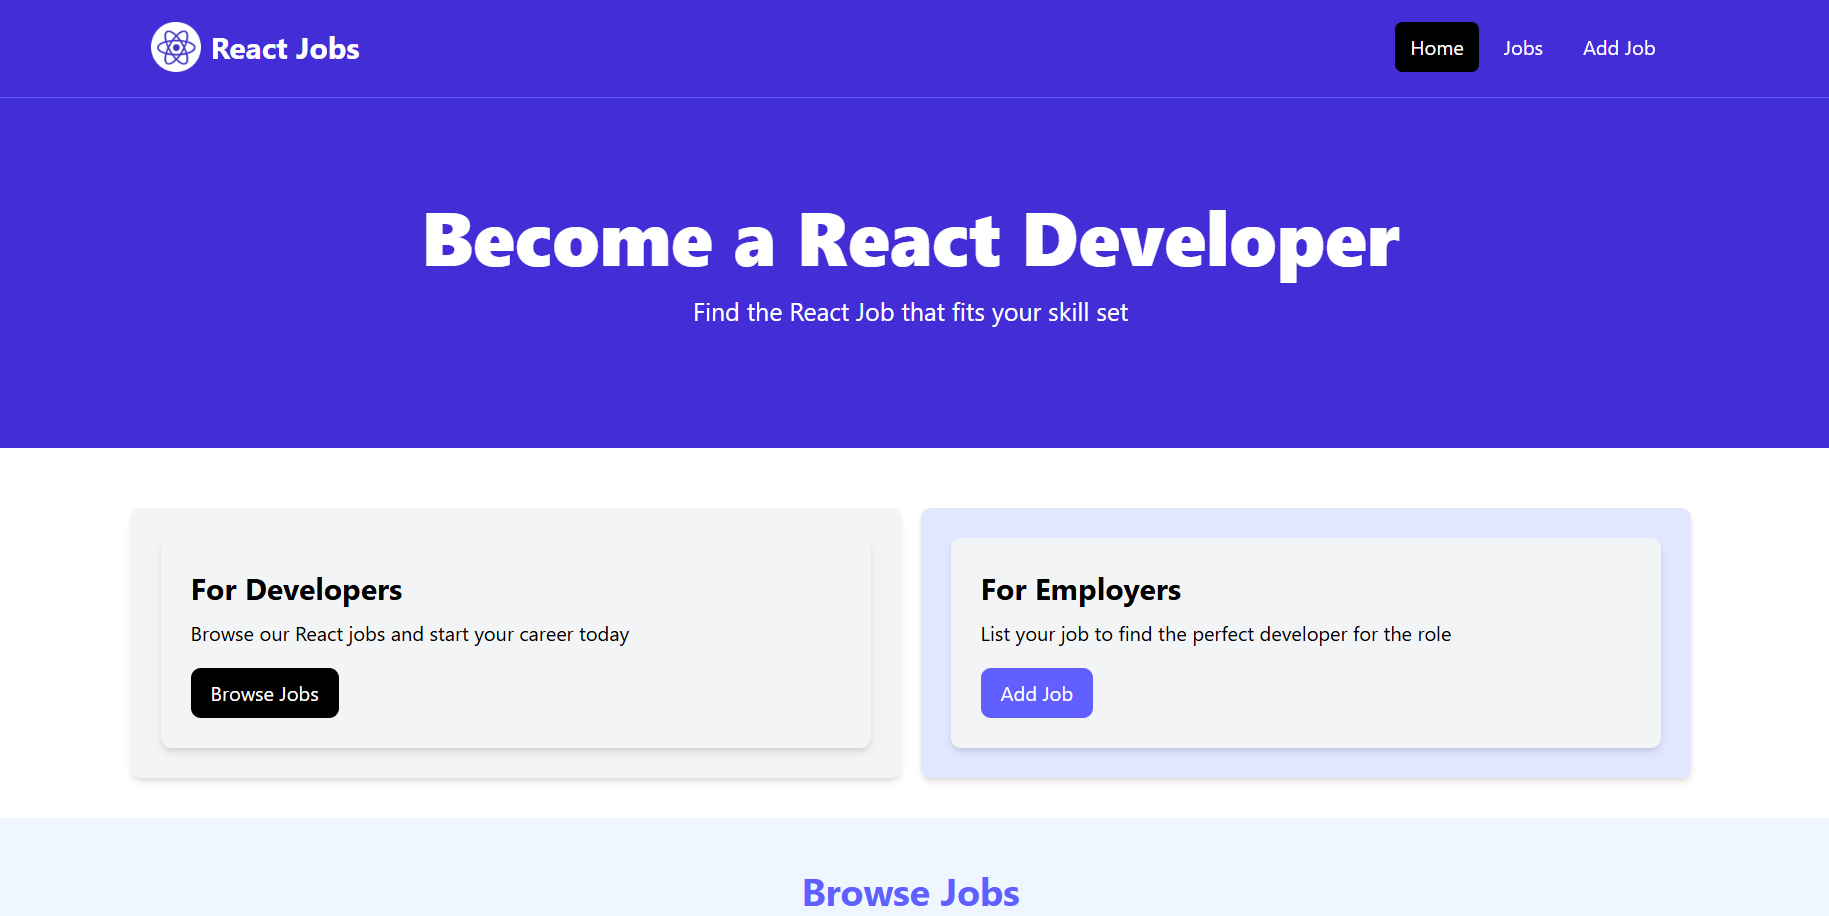 React Jobs
Home Jobs Add Job
Become a React Developer
Find the React Job that fits your skill set
For Developers
Browse our React jobs and start your career today
Browse Jobs
For Employers
List your job to find the perfect developer for the role
Add Job
Browse Jobs